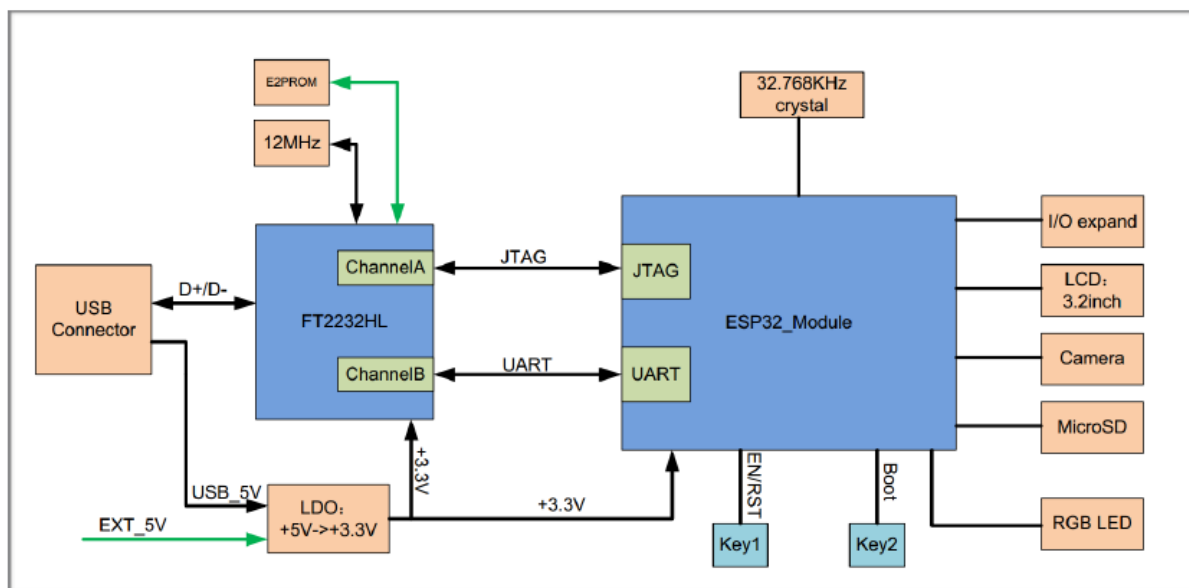 E2PROM
12MHz
32.768KHz
crystal
USB
Connector
D+/D-
FT2232HL
ChannelA
ChannelB
JTAG
UART
JTAG
UART
ESP32_Module
I/O expand
LCD：
3.2inch
Camera
MicroSD
RGB LED
USB_5V
EXT_5V
LDO：
+5V->+3.3V
+3.3V
+3.3V
EN/RST
Boot
Key1
Key2